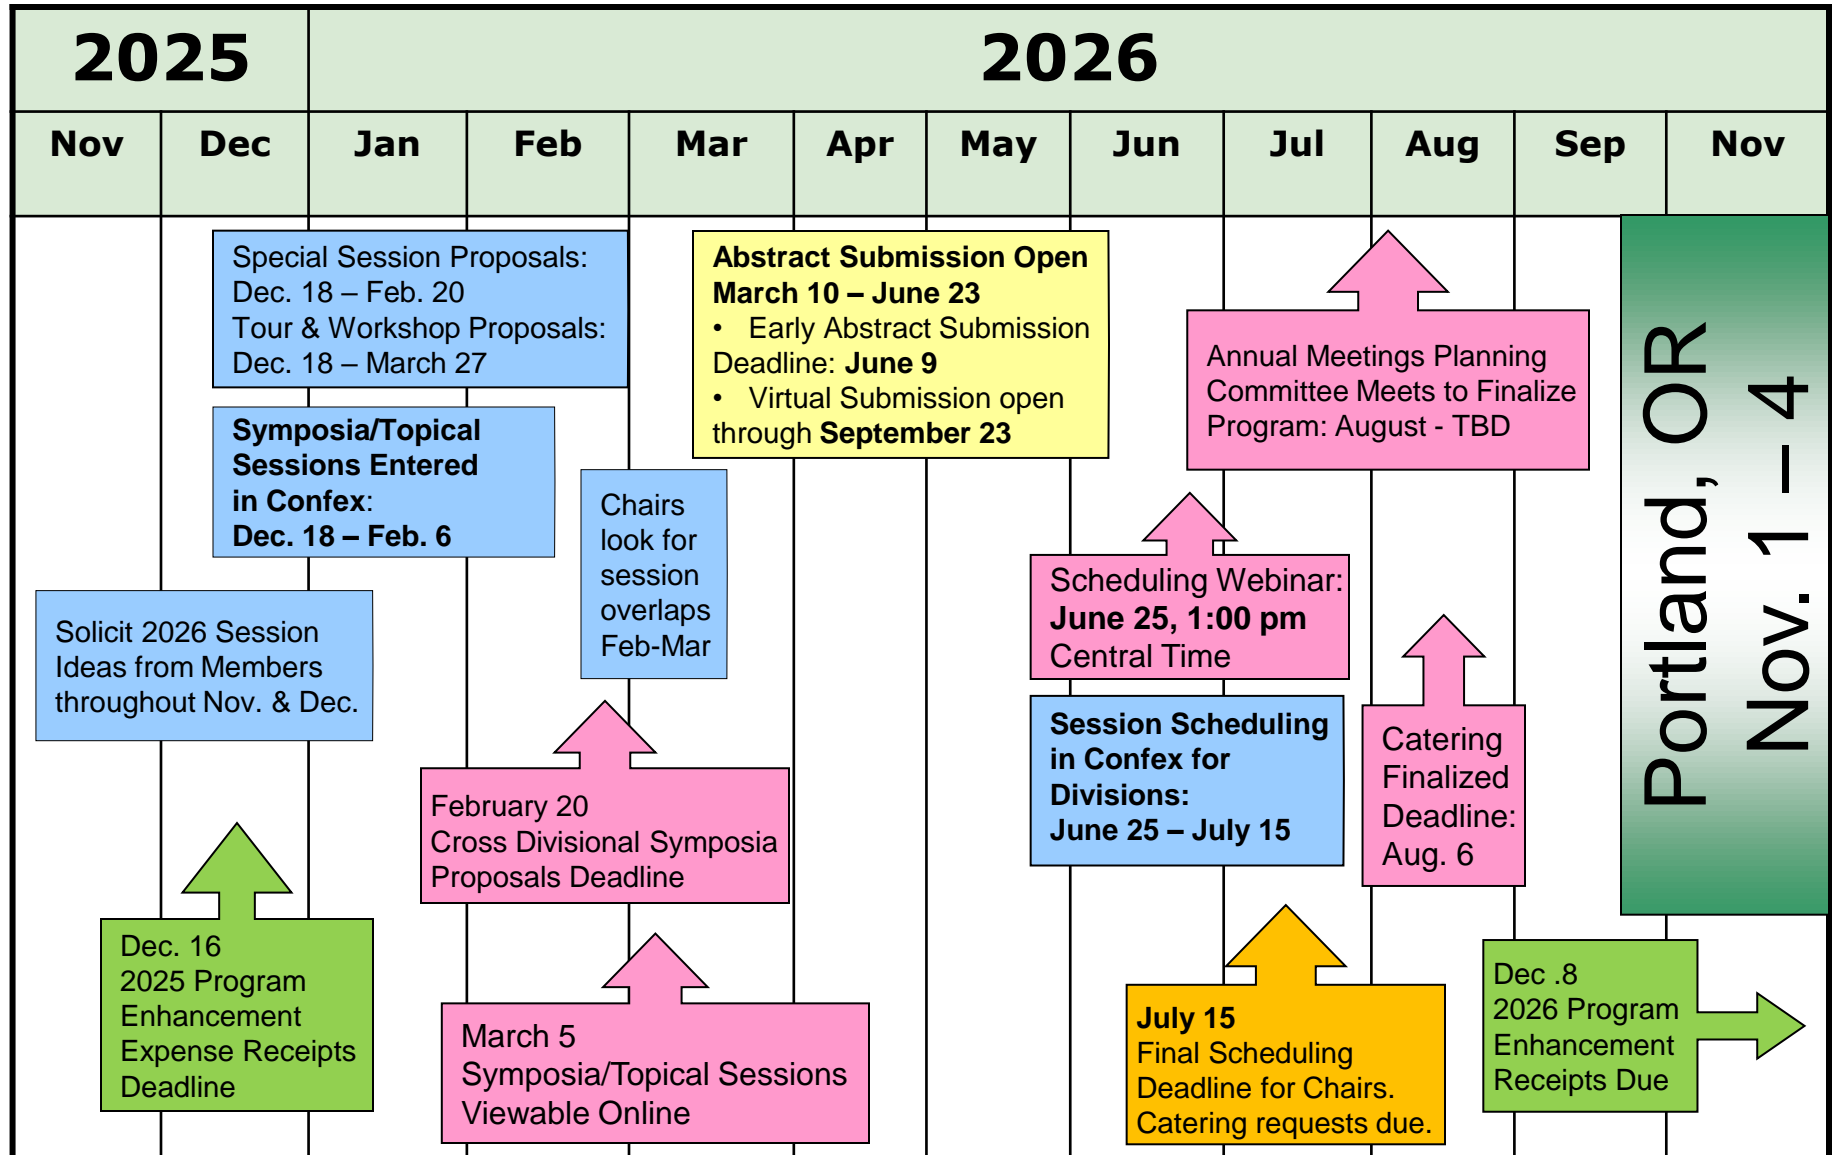 2025
2026
Nov
Dec
Jan
Feb
Mar
Apr
May
Jun
Jul
Aug
Sep
Nov
Special Session Proposals:
Dec. 18 – Feb. 20
Tour & Workshop Proposals:
Dec. 18 – March 27
Symposia/Topical
Sessions Entered
in Confex:
Dec. 18 – Feb. 6
Solicit 2026 Session
Ideas from Members
throughout Nov. & Dec.
Dec. 16
2025 Program
Enhancement
Expense Receipts
Deadline
Chairs
look for
session
overlaps
Feb-Mar
February 20
Cross Divisional Symposia
Proposals Deadline
March 5
Symposia/Topical Sessions
Viewable Online
Abstract Submission Open
March 10 – June 23
• Early Abstract Submission
Deadline: June 9
• Virtual Submission open
through September 23
Annual Meetings Planning
Committee Meets to Finalize
Program: August - TBD
Scheduling Webinar:
June 25, 1:00 pm
Central Time
Session Scheduling
in Confex for
Divisions:
June 25 – July 15
Catering
Finalized
Deadline:
Aug. 6
July 15
Final Scheduling
Deadline for Chairs.
Catering requests due.
Portland, OR
Nov. 1 – 4
Dec .8
2026 Program
Enhancement
Receipts Due